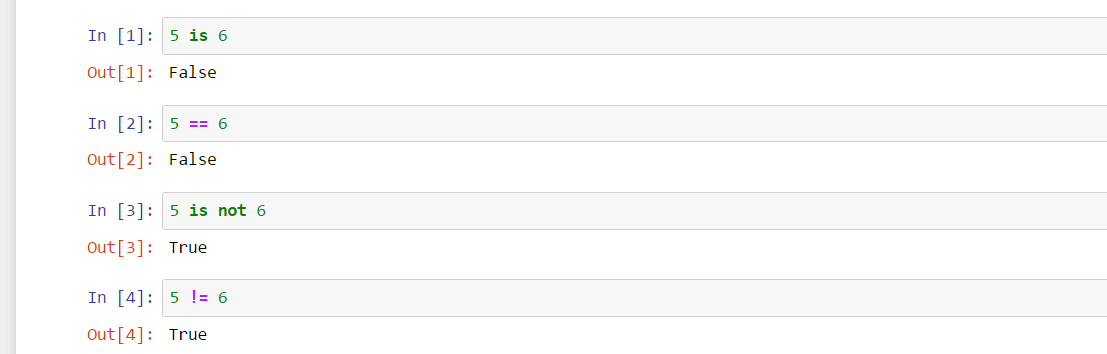 In [1]: 5 is 6
Out[1]: False
In [2]: 5 == 6
Out[2]: False
In [3]: 5 is not 6
Out[3]: True
In [4]: 5 != 6
Out[4]: True